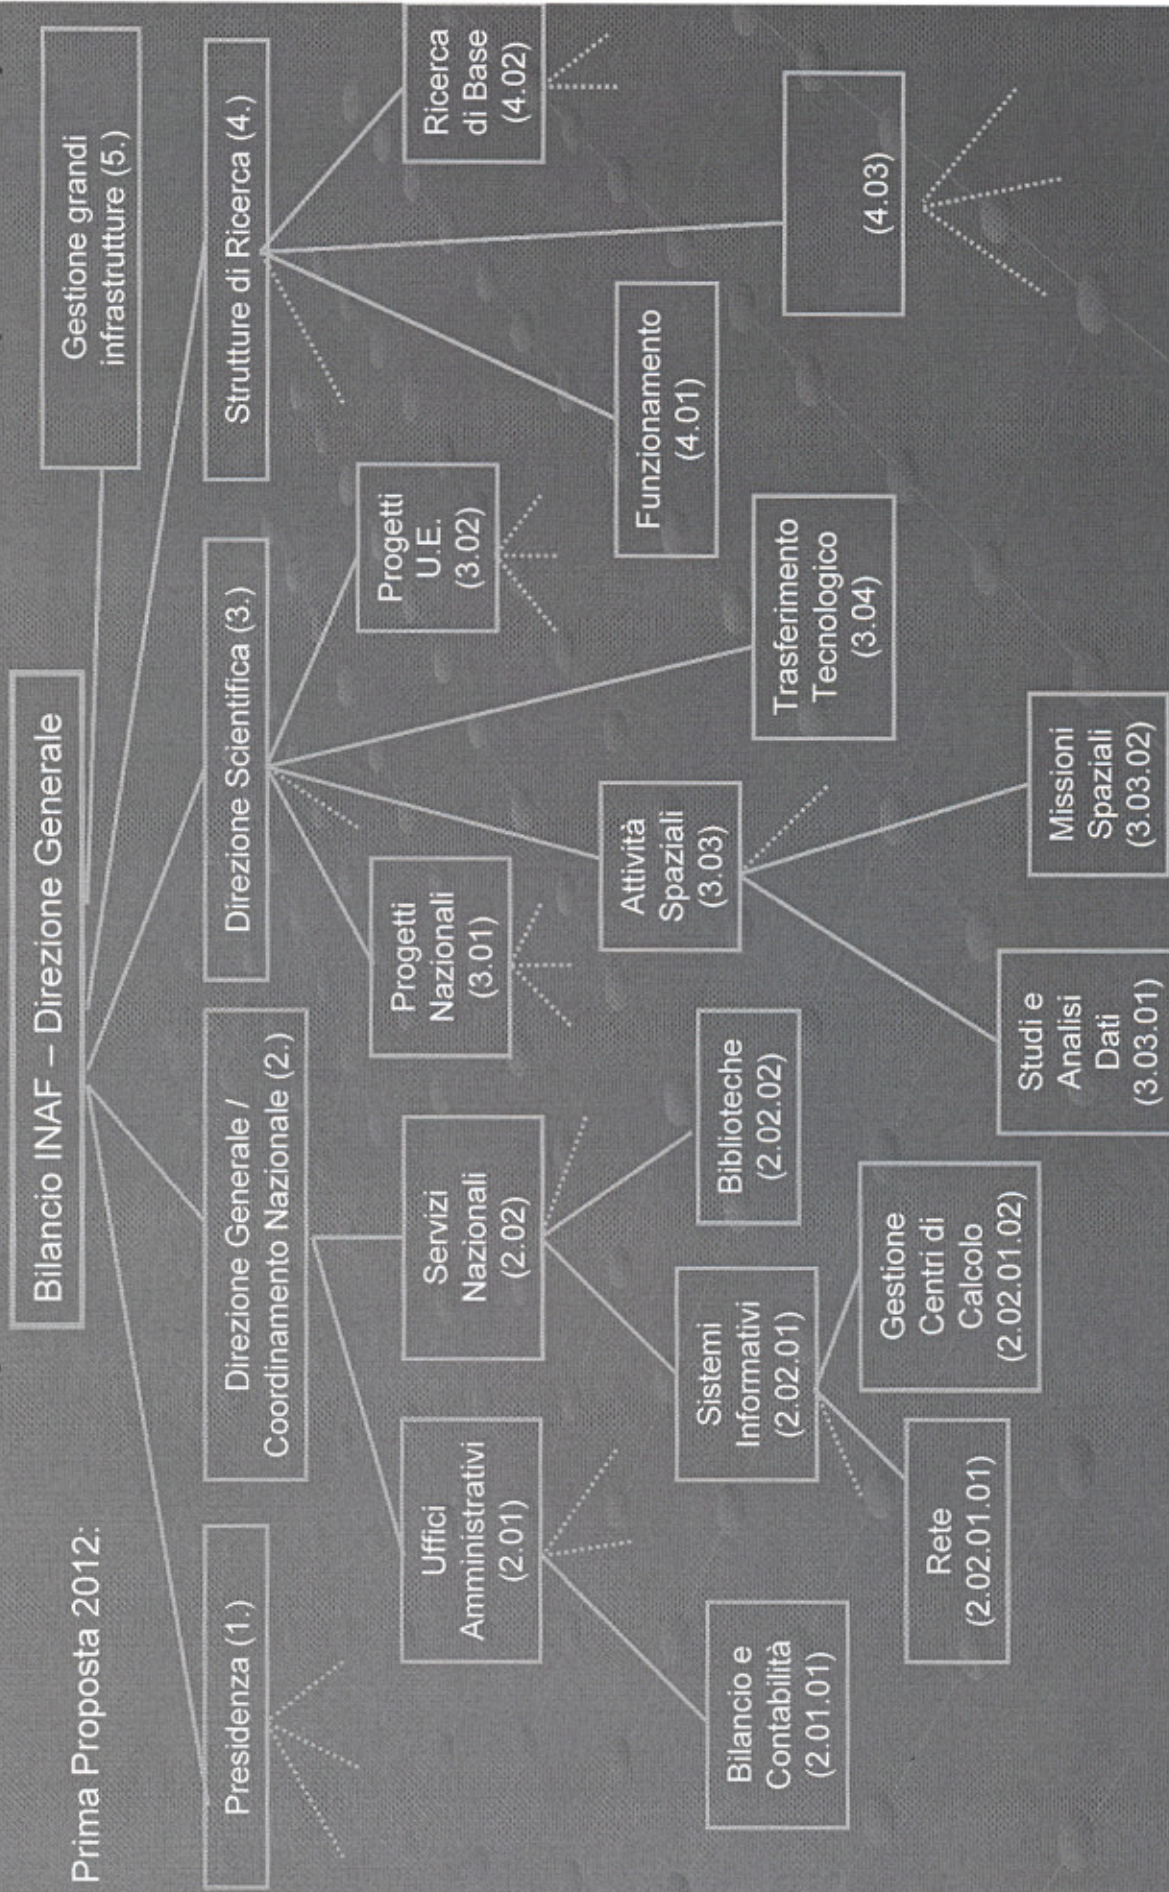 Prima Proposta 2012:
Bilancio INAF – Direzione Generale
Gestione grandi
infrastrutture (5.)
Presidenza (1.)
Direzione Generale /
Coordinamento Nazionale (2.)
Direzione Scientifica (3.)
Strutture di Ricerca (4.)
Uffici
Amministrativi
(2.01)
Servizi
Nazionali
(2.02)
Progetti
Nazionali
(3.01)
Progetti
U.E.
(3.02)
Ricerca
di Base
(4.02)
Attività
Spaziali
(3.03)
Funzionamento
(4.01)
Bilancio e
Contabilità
(2.01.01)
Sistemi
Informativi
(2.02.01)
Biblioteche
(2.02.02)
Trasferimento
Tecnologico
(3.04)
(4.03)
Rete
(2.02.01.01)
Gestione
Centri di
Calcolo
(2.02.01.02)
Studi e
Analisi
Dati
(3.03.01)
Missioni
Spaziali
(3.03.02)